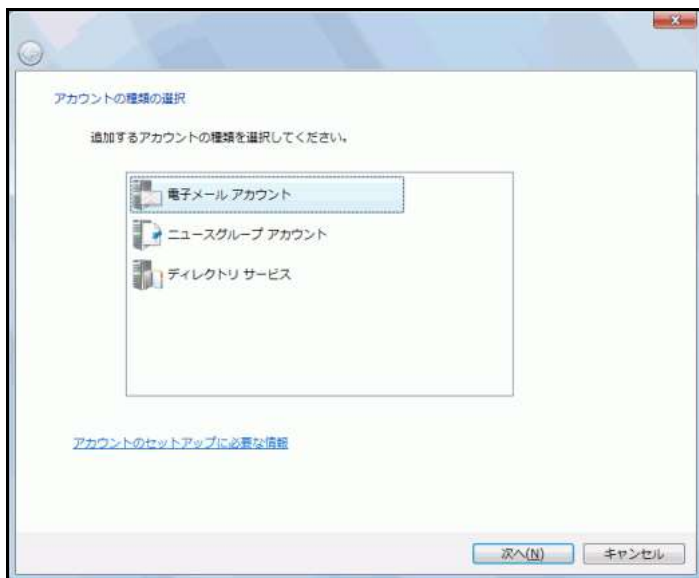 アカウントの種類の選択
追加するアカウントの種類を選択してください。
電子メール アカウント
ニュースグループ アカウント
ディレクトリ サービス
アカウントのセットアップに必要な情報
次へ(N)
キャンセル